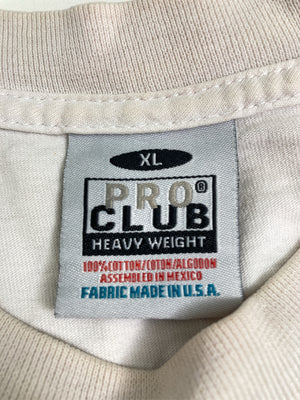 XL
PRO®
CLUB
HEAVY WEIGHT
100%COTTON/COTON/ALGODON
ASSEMBLED IN MEXICO
FABRIC MADE IN U.S.A.